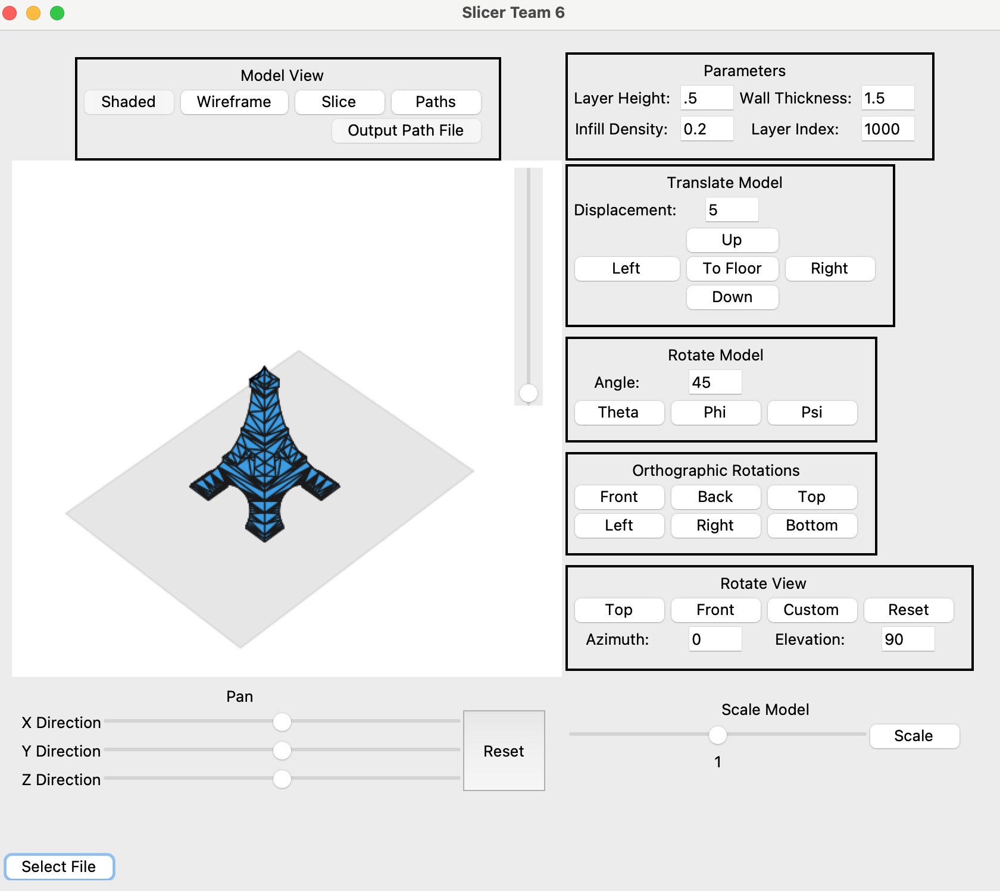 Slicer Team 6
Model View
Shaded Wireframe Slice Paths
Output Path File
Parameters
Layer Height: .5 Wall Thickness: 1.5
Infill Density: 0.2 Layer Index: 1000
Translate Model
Displacement: 5
Up
Left To Floor Right
Down
Rotate Model
Angle: 45
Theta Phi Psi
Orthographic Rotations
Front Back Top
Left Right Bottom
Rotate View
Top Front Custom Reset
Azimuth: 0 Elevation: 90
Pan
X Direction
Y Direction
Z Direction
Reset
Scale Model
Scale
1
Select File